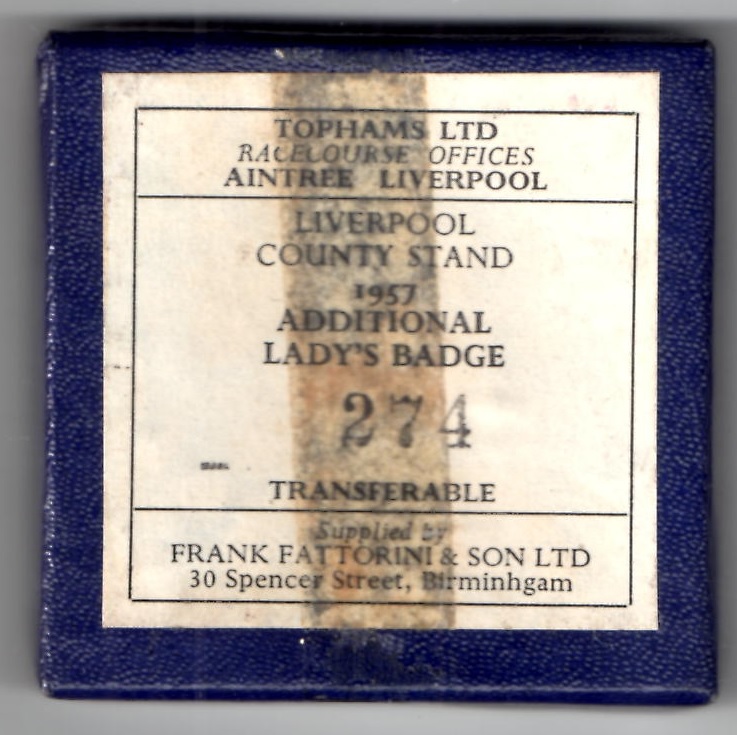 TOPHAMS LTD
RACECOURSE OFFICES
AINTREE LIVERPOOL
LIVERPOOL
COUNTY STAND
1957
ADDITIONAL
LADY'S BADGE
274
TRANSFERABLE
Supplied by
FRANK FATTORINI & SON LTD
30 Spencer Street, Birminhgam